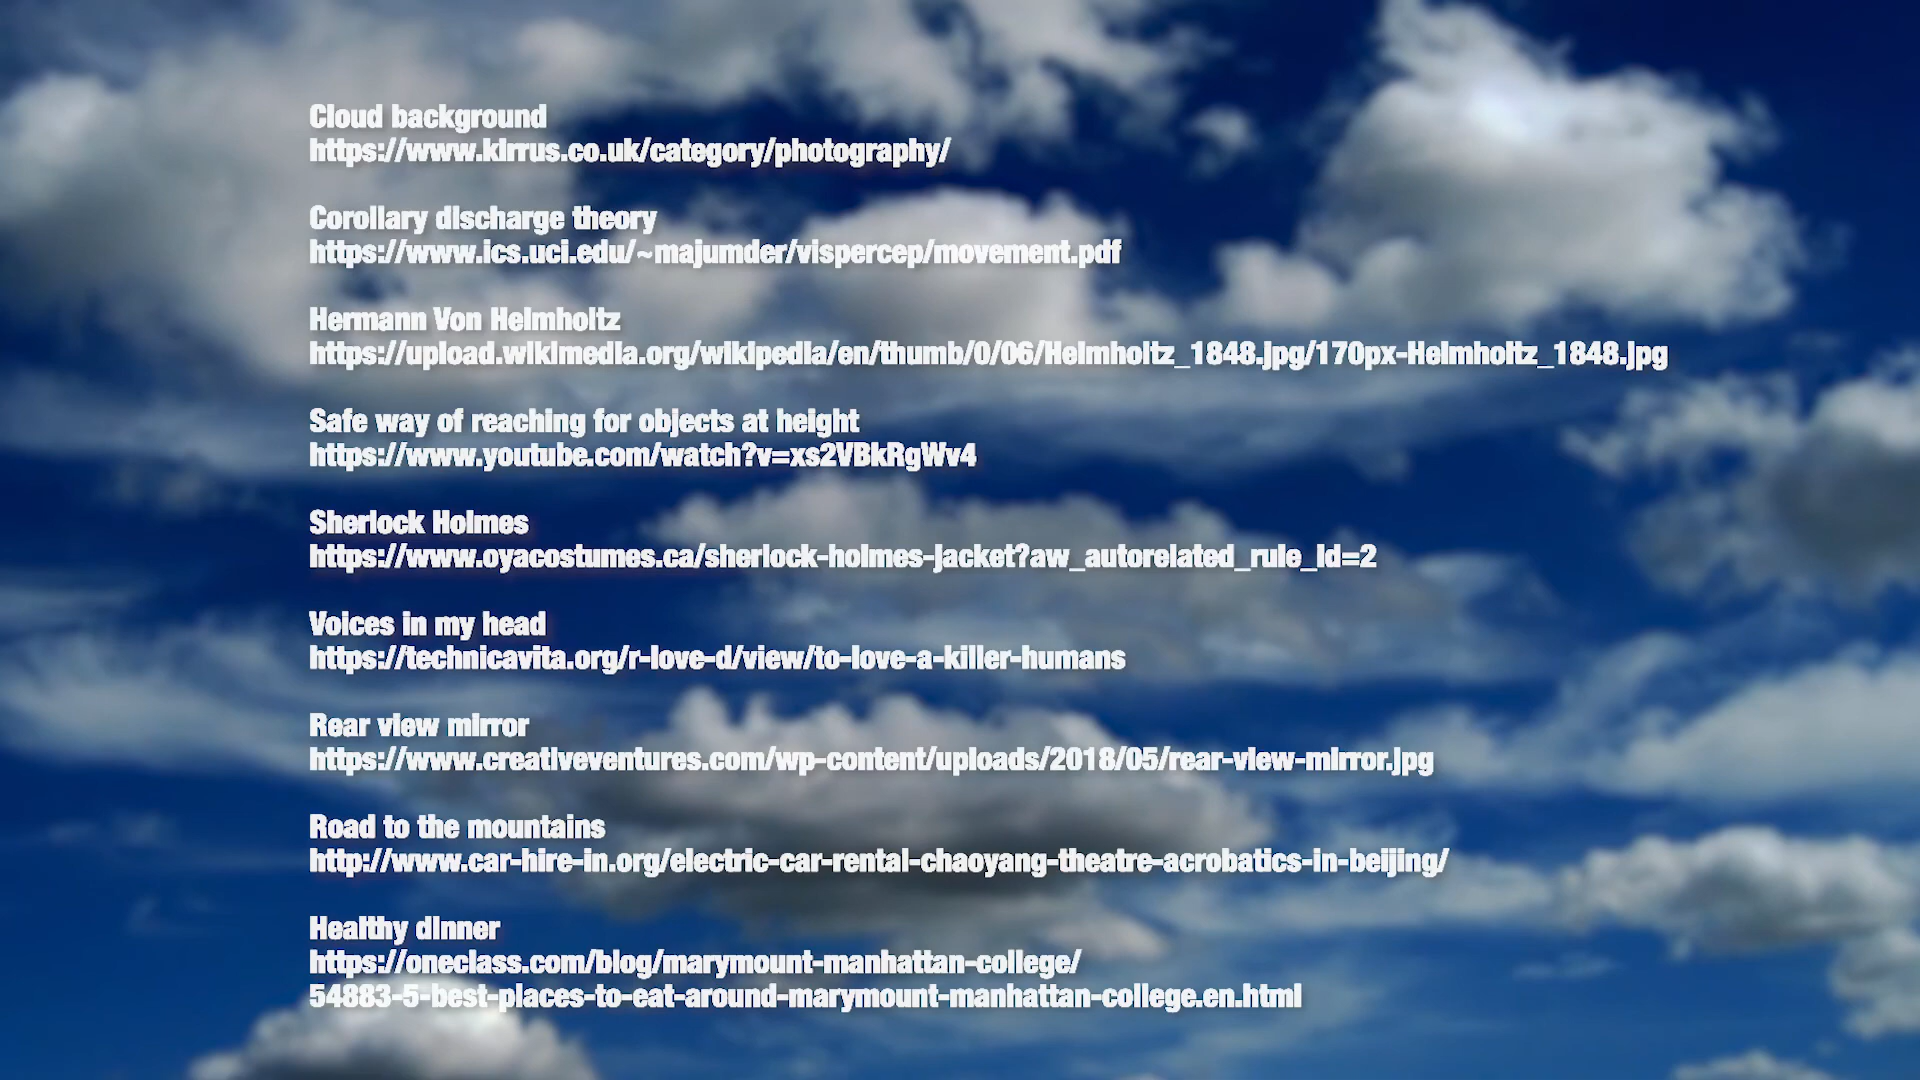 Cloud background
https://www.kirrus.co.uk/category/photography/
Corollary discharge theory
https://www.ics.uci.edu/~majumder/vispercep/movement.pdf
Hermann Von Helmholtz
https://upload.wikimedia.org/wikipedia/en/thumb/0/06/Helmholtz_1848.jpg/170px-Helmholtz_1848.jpg
Safe way of reaching for objects at height
https://www.youtube.com/watch?v=xs2VBkRgWv4
Sherlock Holmes
https://www.oyacostumes.ca/sherlock-holmes-jacket?aw_autorelated_rule_id=2
Voices in my head
https://technicavita.org/r-love-d/view/to-love-a-killer-humans
Rear view mirror
https://www.creativeventures.com/wp-content/uploads/2018/05/rear-view-mirror.jpg
Road to the mountains
http://www.car-hire-in.org/electric-car-rental-chaoyang-theatre-acrobatics-in-beijing/
Healthy dinner
https://oneclass.com/blog/marymount-manhattan-college/
54883-5-best-places-to-eat-around-marymount-manhattan-college.en.html